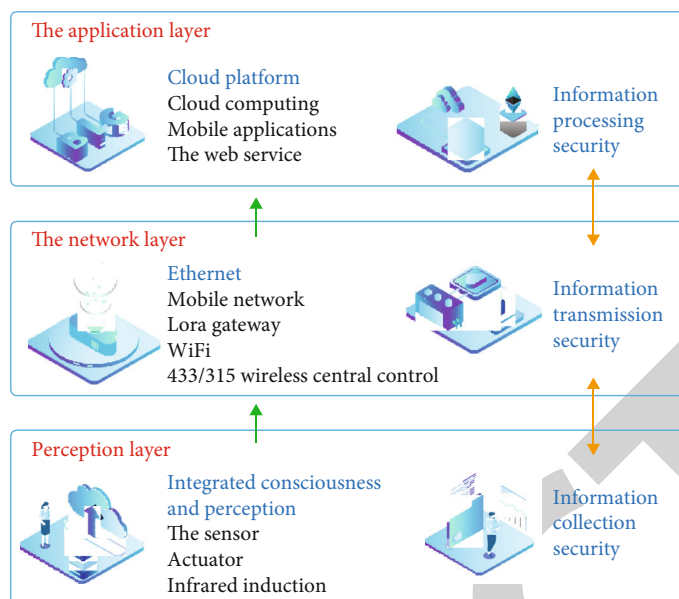 The application layer
Cloud platform
Cloud computing
Mobile applications
The web service
Information
processing
security
The network layer
Ethernet
Mobile network
Lora gateway
WiFi
433/315 wireless central control
Information
transmission
security
Perception layer
Integrated consciousness
and perception
The sensor
Actuator
Infrared induction
Information
collection
security